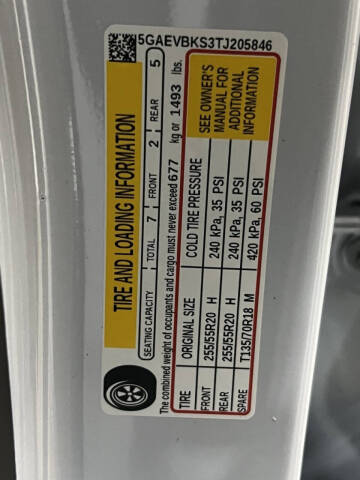 5GAEVBKS3TJ205846
TIRE AND LOADING INFORMATION
SEATING CAPACITY TOTAL 7 FRONT 2 REAR 5
The combined weight of occupants and cargo must never exceed 677 kg or 1493 lbs.
TIRE ORIGINAL SIZE COLD TIRE PRESSURE
FRONT 255/55R20 H 240 kPa, 35 PSI
REAR 255/55R20 H 240 kPa, 35 PSI
SPARE T135/70R18 M 420 kPa, 60 PSI
SEE OWNER'S
MANUAL FOR
ADDITIONAL
INFORMATION